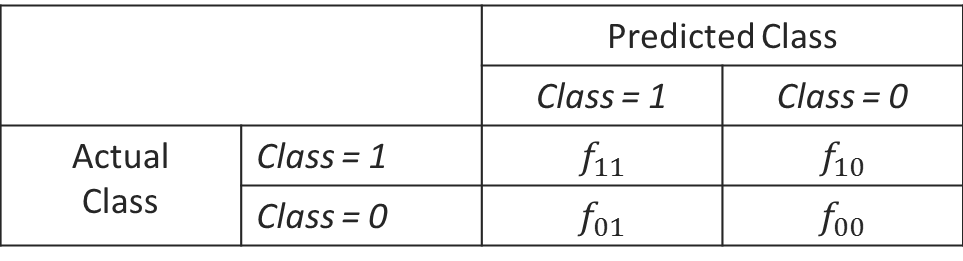 Predicted Class
Class = 1 Class = 0
Actual Class Class = 1 f₁₁ f₁₀
Class = 0 f₀₁ f₀₀